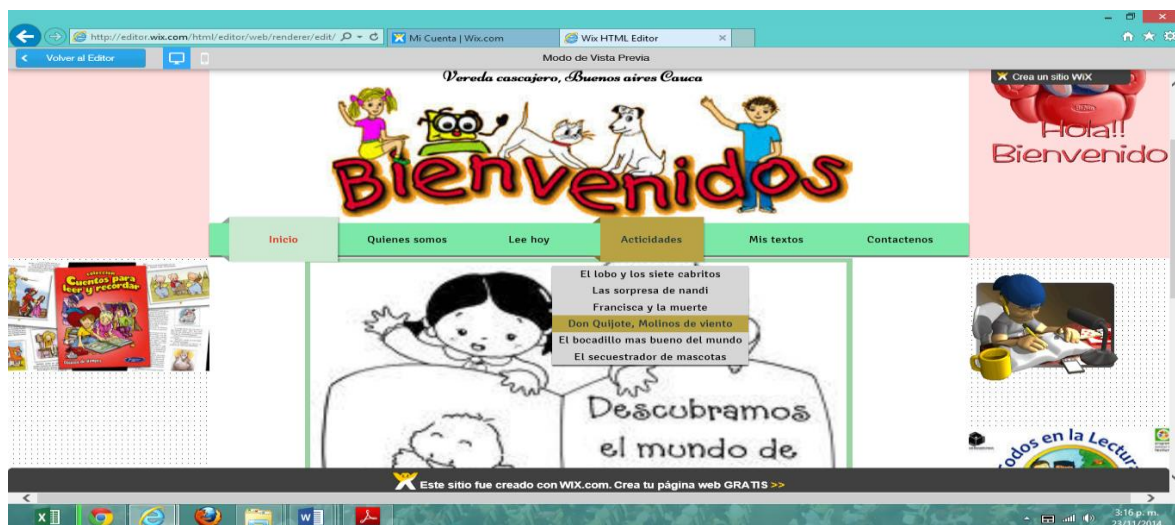 http://editor.wix.com/html/editor/web/renderer/edit/
Mi Cuenta | Wix.com
Wix HTML Editor
Volver al Editor
Modo de Vista Previa
Vereda cascajero, Buenos aires Cauca
Crea un sitio WiX
Hola!!
Bienvenido
Bienvenidos
Inicio
Quienes somos
Lee hoy
Acticidades
Mis textos
Contactenos
El lobo y los siete cabritos
Las sorpresa de nandi
Francisca y la muerte
Don Quijote, Molinos de viento
El bocadillo mas bueno del mundo
El secuestrador de mascotas
Cuentos para
leer y recordar
Descubramos
el mundo de
odos en la Lectu
Este sitio fue creado con WIX.com. Crea tu página web GRATIS >>
3:16 p. m.
23/11/2014